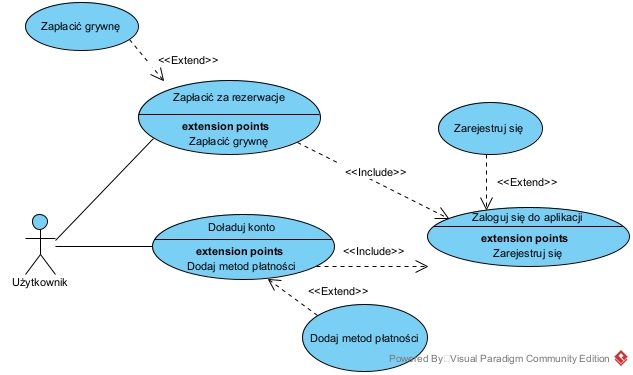 Zapłacić grywnę
<<Extend>>
Zapłacić za rezerwacje
extension points
Zapłacić grywnę
Zarejestruj się
<<Include>>
<<Extend>>
Zaloguj się do aplikacji
extension points
Zarejestruj się
Doładuj konto
extension points
Dodaj metod płatności
<<Include>>
Użytkownik
<<Extend>>
Dodaj metod płatności
Powered By Visual Paradigm Community Edition